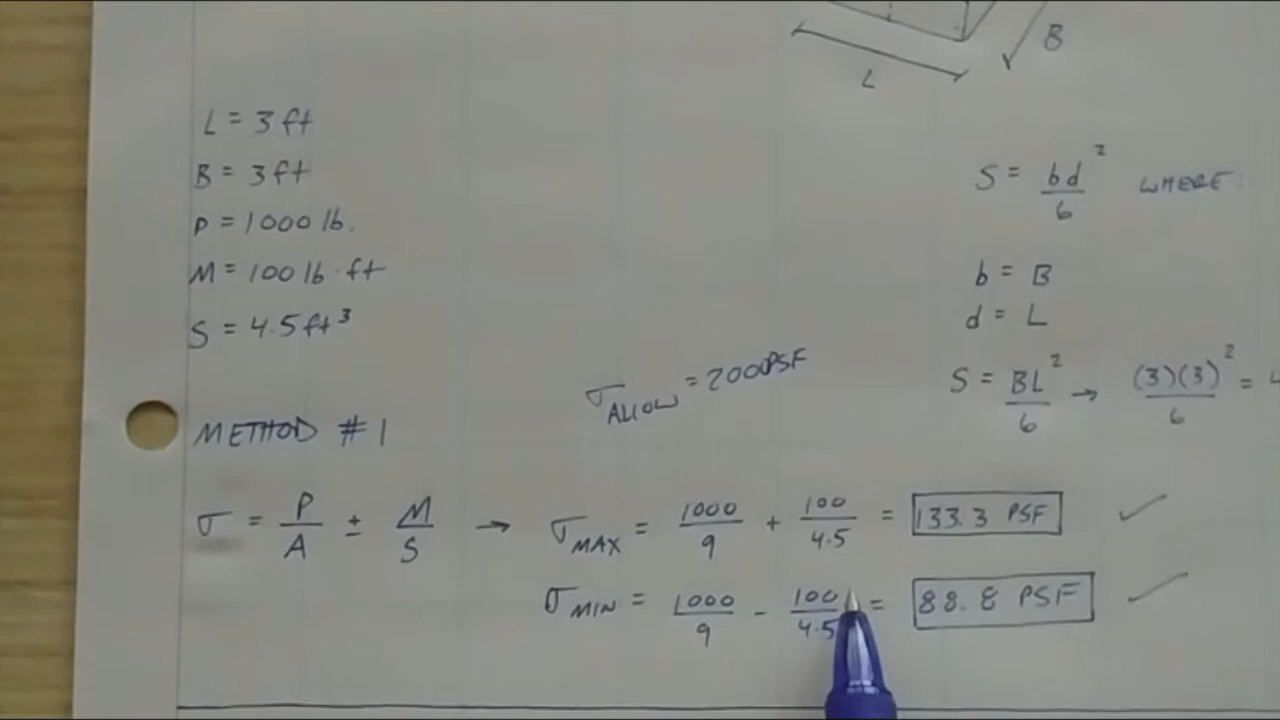 B
L
L = 3 ft
B = 3 ft
P = 1000 lb.
M = 100 lb·ft
S = 4.5 ft³
S = bd²/6 WHERE:
b = B
d = L
S = BL²/6 → (3)(3)²/6 = 4
σALLOW = 2000 PSF
METHOD #1
σ = P/A ± M/S → σMAX = 1000/9 + 100/4.5 = 133.3 PSF ✓
σMIN = 1000/9 - 100/4.5 = 88.8 PSF ✓